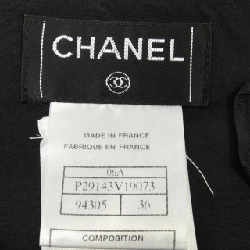 CHANEL
MADE IN FRANCE
FABRIQUE EN FRANCE
06A
P29143V19073
94305 36
COMPOSITION